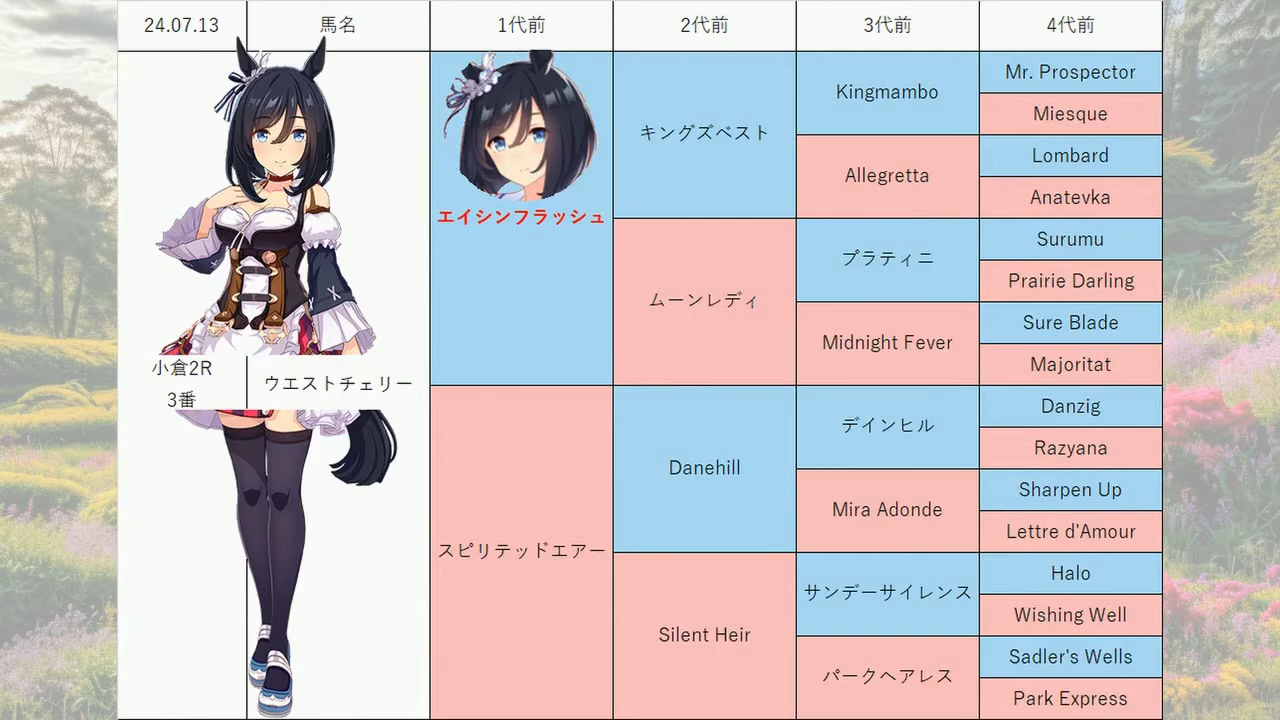 24.07.13
馬名
1代前
2代前
3代前
4代前
小倉2R
3番
ウエストチェリー
エイシンフラッシュ
キングズベスト
Kingmambo
Mr. Prospector
Miesque
Allegretta
Lombard
Anatevka
ムーンレディ
プラティニ
Surumu
Prairie Darling
Midnight Fever
Sure Blade
Majoritat
スピリテッドエアー
Danehill
デインヒル
Danzig
Razyana
Mira Adonde
Sharpen Up
Lettre d'Amour
Silent Heir
サンデーサイレンス
Halo
Wishing Well
パークヘアレス
Sadler's Wells
Park Express